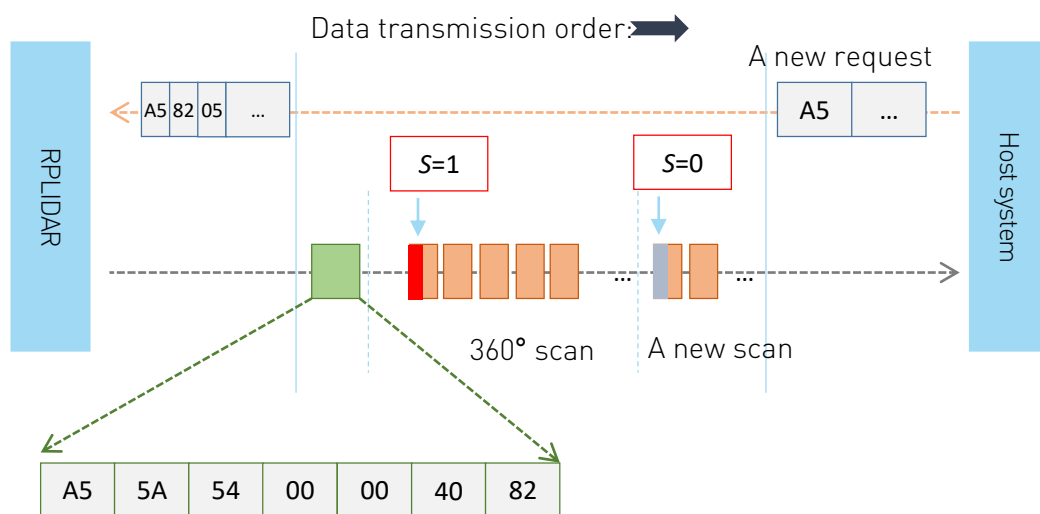 Data transmission order:
A new request
A5 82 05 ...
A5 ...
RPLIDAR
Host system
S=1
S=0
... ...
360° scan
A new scan
A5 5A 54 00 00 40 82